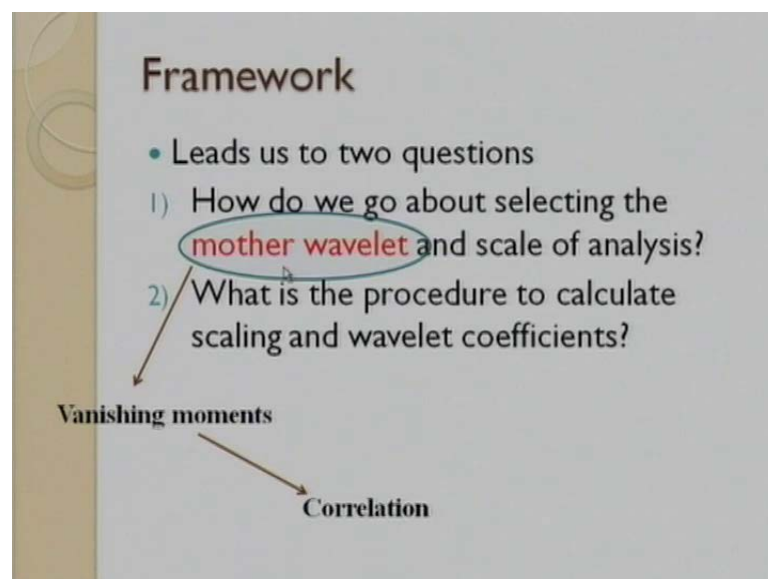 Framework
• Leads us to two questions
1) How do we go about selecting the
mother wavelet and scale of analysis?
2) What is the procedure to calculate
scaling and wavelet coefficients?
Vanishing moments
Correlation